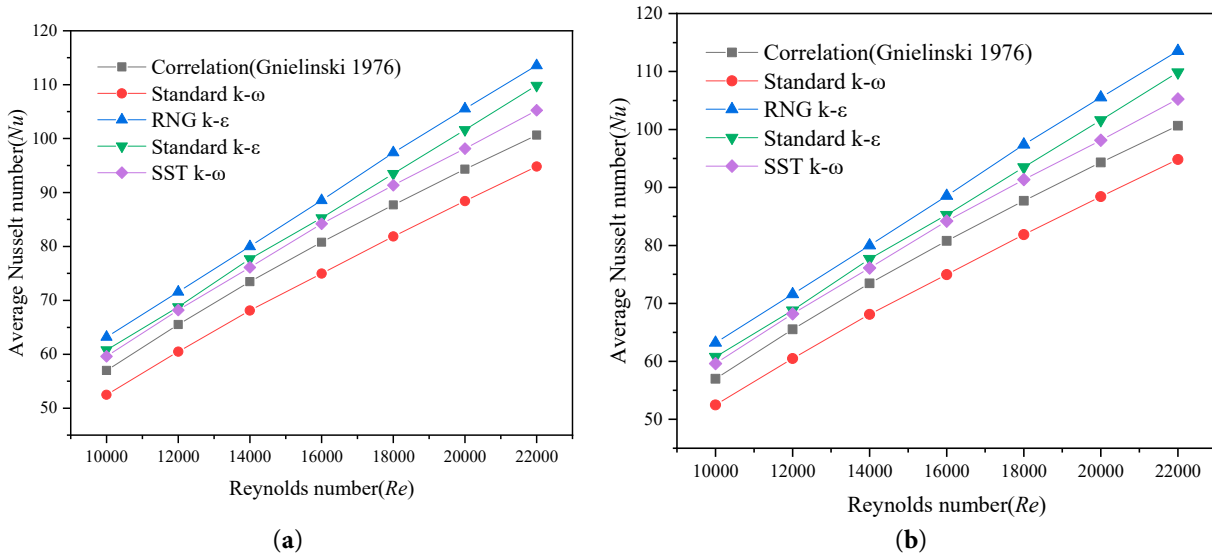 120
110
100
90
80
70
60
50
Average Nusselt number(Nu)
Correlation(Gnielinski 1976)
Standard k-ω
RNG k-ε
Standard k-ε
SST k-ω
10000 12000 14000 16000 18000 20000 22000
Reynolds number(Re)
(a)
120
110
100
90
80
70
60
50
Average Nusselt number(Nu)
Correlation(Gnielinski 1976)
Standard k-ω
RNG k-ε
Standard k-ε
SST k-ω
10000 12000 14000 16000 18000 20000 22000
Reynolds number(Re)
(b)